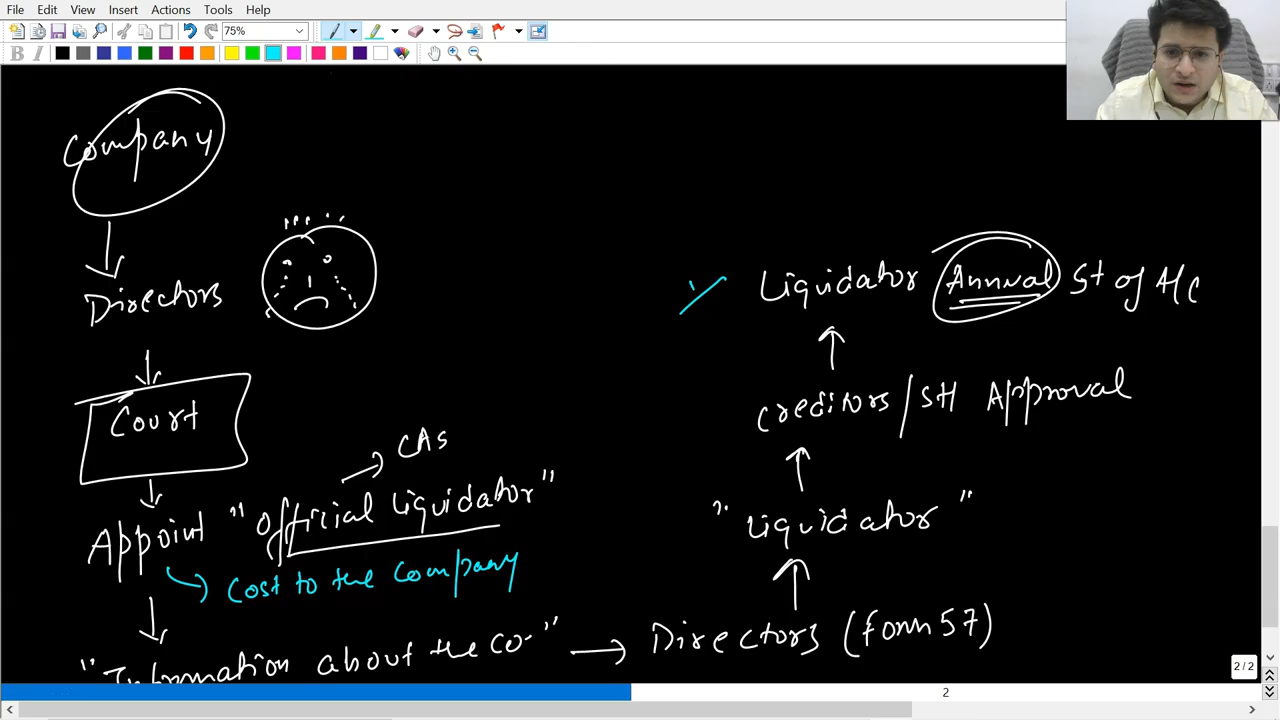 File Edit View Insert Actions Tools Help
75%
B I
Company
Directors
Court
CAs
Appoint "Official Liquidator"
Cost to the Company
"Information about the Co-" → Directors (form 57)
"Liquidator"
Creditors/SH Approval
Liquidator Annual St of A/C
2/2
2